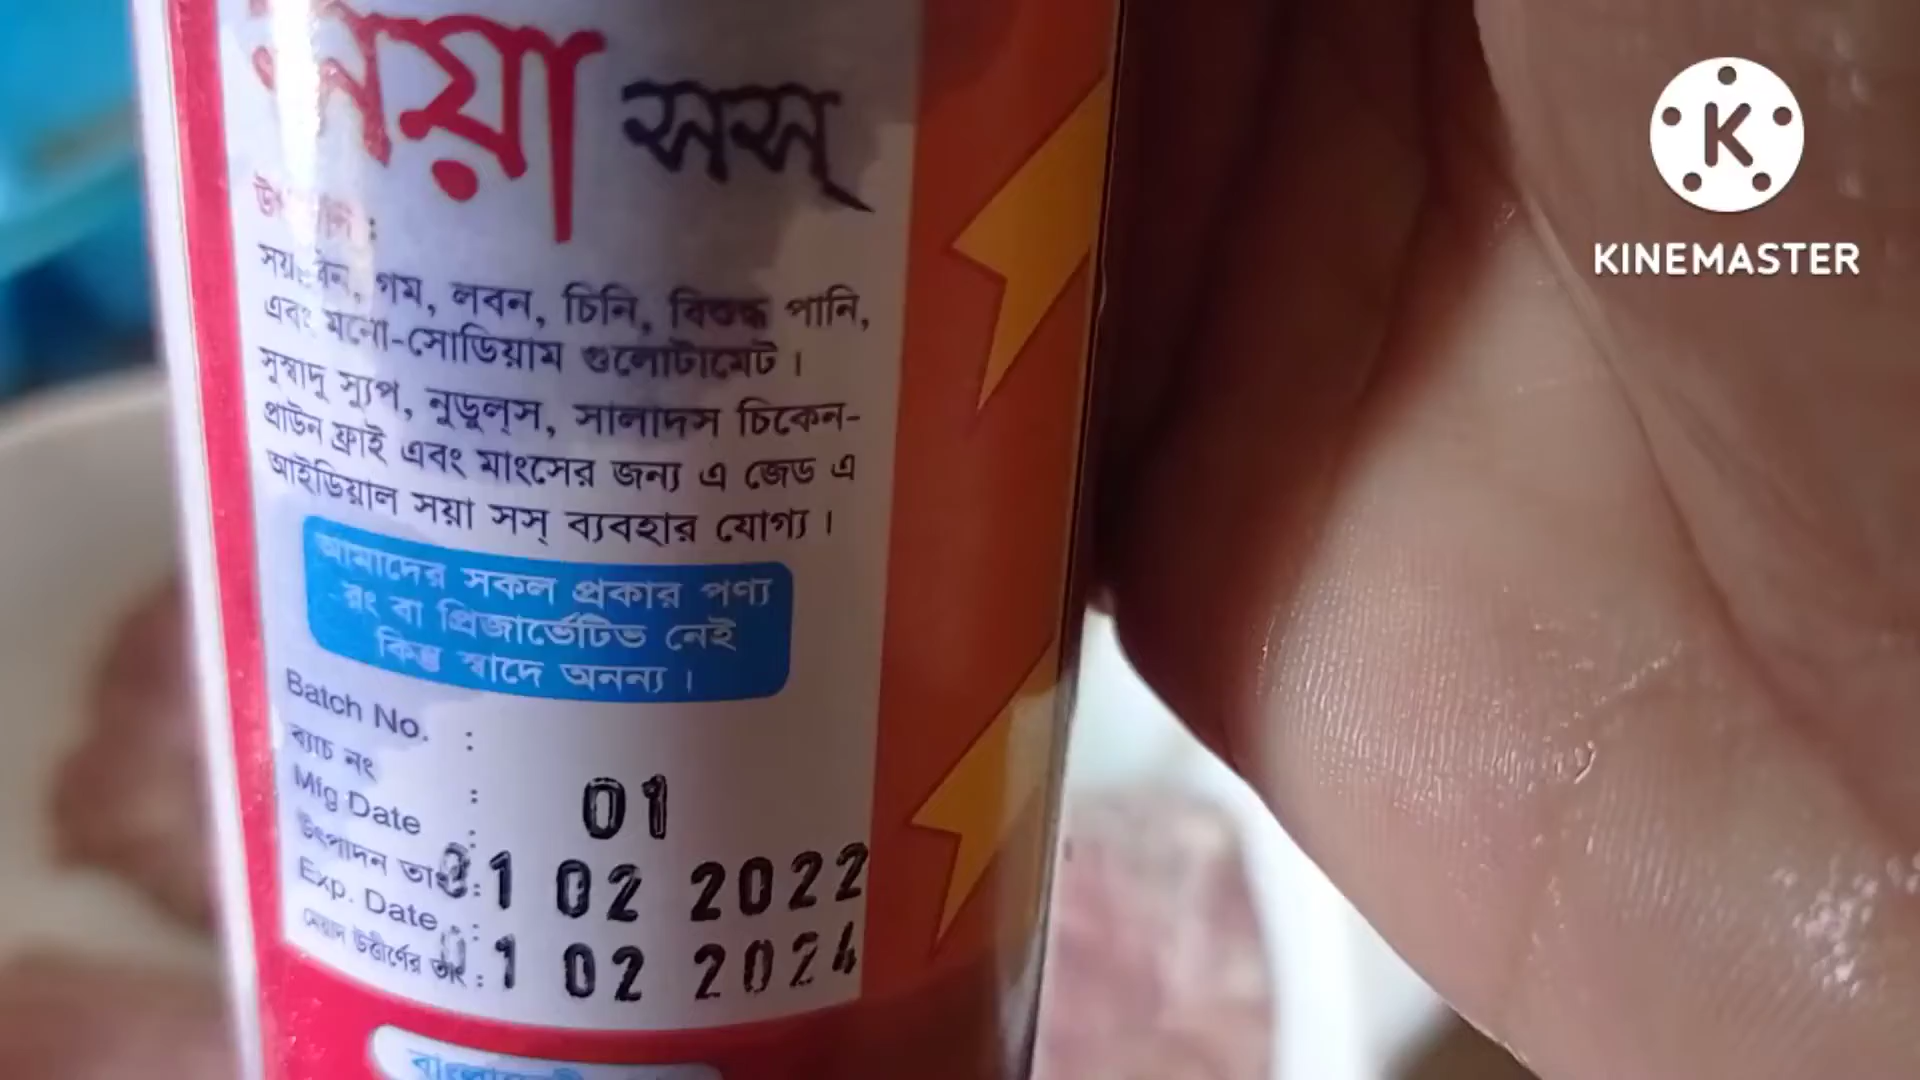 সয়া সস্
উপাদান :
সয়াবিন, গম, লবন, চিনি, বিশুদ্ধ পানি,
এবং মনো-সোডিয়াম গুলোটামেট।
সুস্বাদু স্যুপ, নুডুল্স, সালাদস চিকেন-
প্রাউন ফ্রাই এবং মাংসের জন্য এ জেড এ
আইডিয়াল সয়া সস্ ব্যবহার যোগ্য।
আমাদের সকল প্রকার পণ্য
রং বা প্রিজার্ভেটিভ নেই
কিন্তু স্বাদে অনন্য।
Batch No. :
ব্যাচ নং : 01
Mfg Date :
উৎপাদন তাং : 01 02 2022
Exp. Date :
মেয়াদ উত্তীর্ণের তাং : 01 02 2024
KINEMASTER